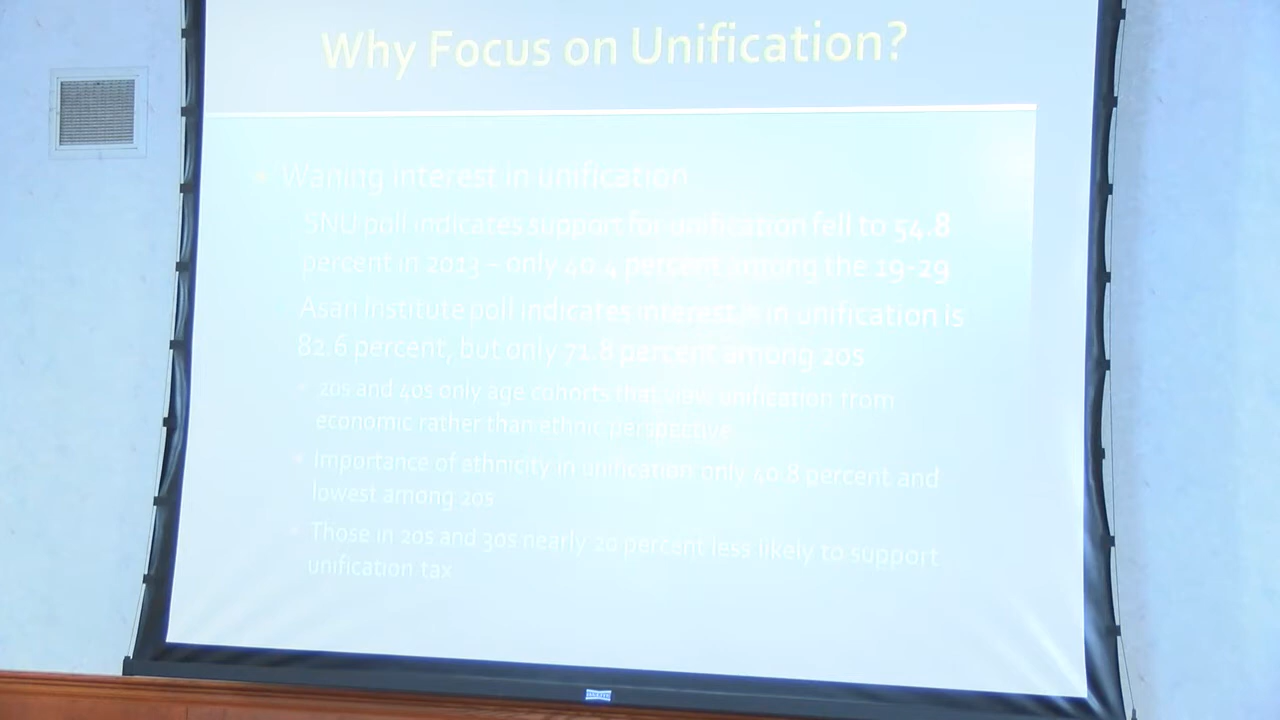 Why Focus on Unification?
Waning interest in unification
SNU poll indicates support for unification fell to 54.8
percent in 2013 – only 40.4 percent among the 19-29
Asan institute poll indicates interest in unification is
82.6 percent, but only 71.8 percent among 20s
20s and 40s only age cohorts that view unification from
economic rather than ethnic perspective
Importance of ethnicity in unification only 40.8 percent and
lowest among 20s
Those in 20s and 30s nearly 20 percent less likely to support
unification tax